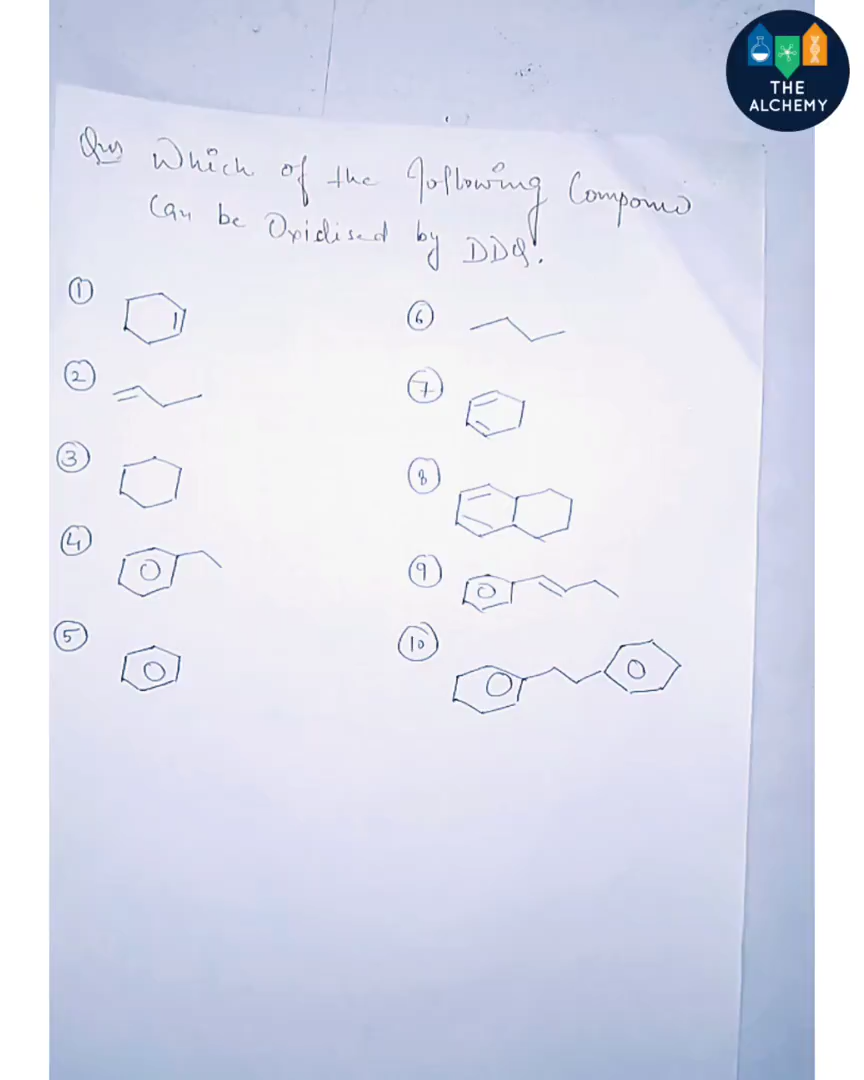 THE
ALCHEMY
Qus Which of the following Compound
Can be Oxidised by DDQ.
1
6
2
7
3
8
4
9
5
10